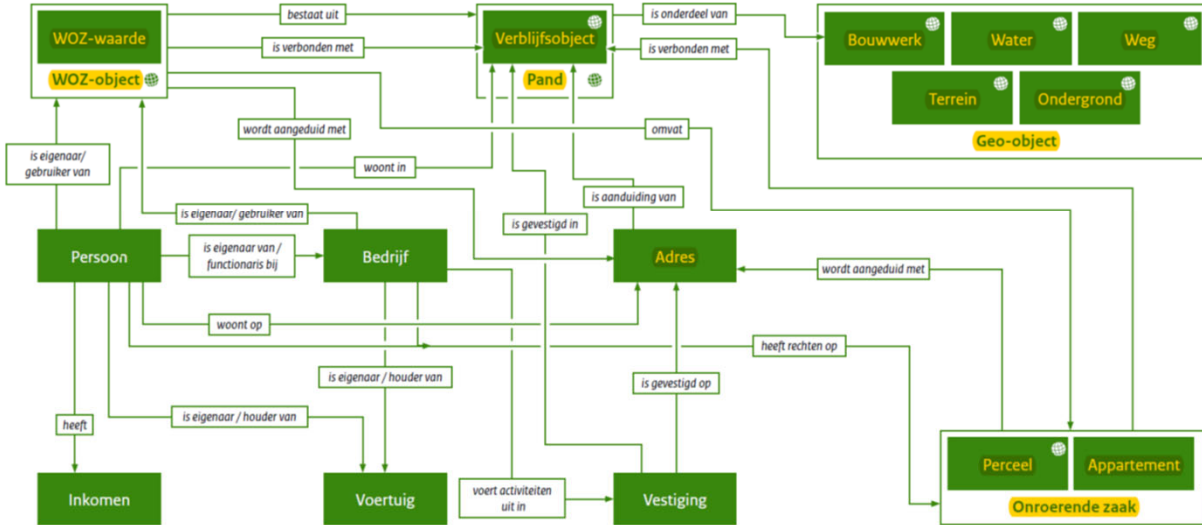 bestaat uit
is onderdeel van
WOZ-waarde
Verblijfsobject
Bouwwerk
Water
Weg
is verbonden met
is verbonden met
WOZ-object
Pand
Terrein
Ondergrond
wordt aangeduid met
omvat
Geo-object
is eigenaar/
gebruiker van
woont in
is aanduiding van
is eigenaar/ gebruiker van
is gevestigd in
Persoon
is eigenaar van /
functionaris bij
Bedrijf
Adres
wordt aangeduid met
woont op
heeft rechten op
is eigenaar / houder van
is gevestigd op
is eigenaar / houder van
heeft
Perceel
Appartement
Inkomen
Voertuig
voert activiteiten
uit in
Vestiging
Onroerende zaak